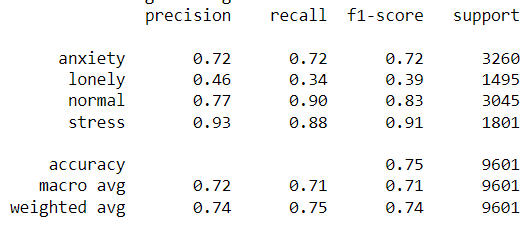 precision recall f1-score support
anxiety 0.72 0.72 0.72 3260
lonely 0.46 0.34 0.39 1495
normal 0.77 0.90 0.83 3045
stress 0.93 0.88 0.91 1801
accuracy 0.75 9601
macro avg 0.72 0.71 0.71 9601
weighted avg 0.74 0.75 0.74 9601